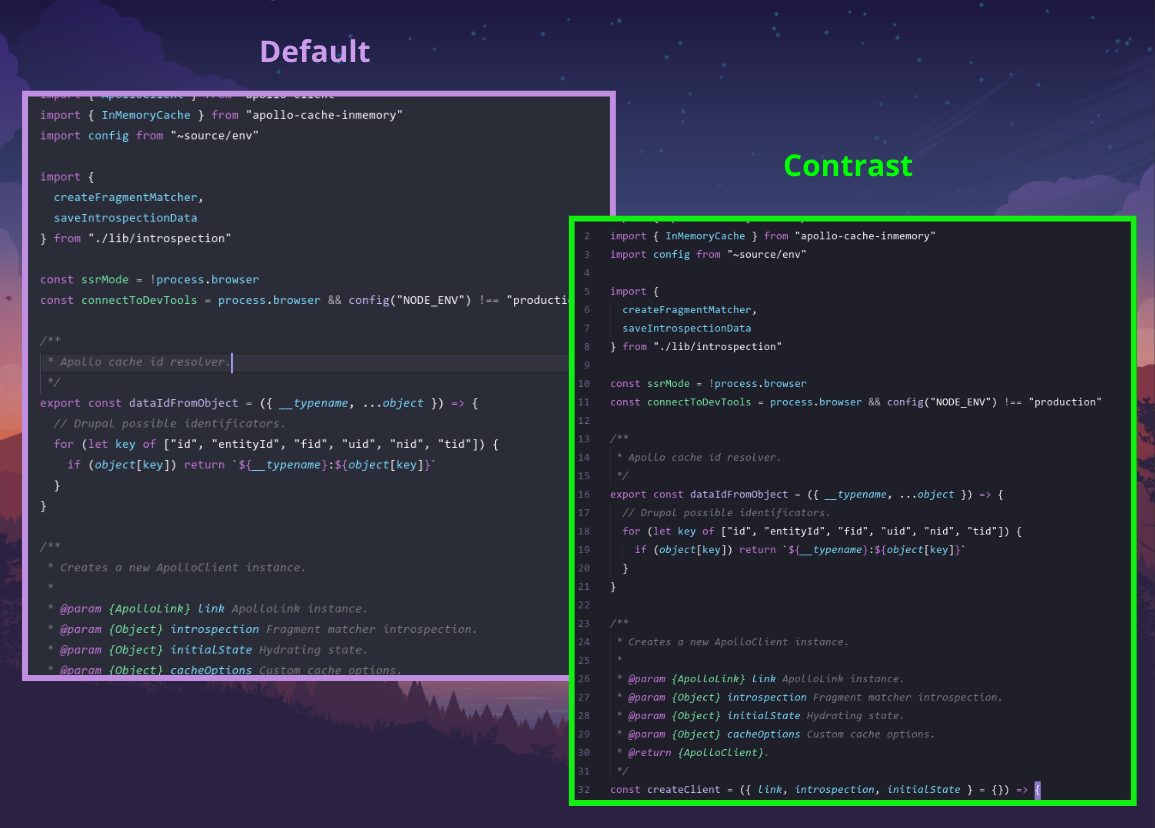 Default
import { ApolloClient } from "apollo-client"
import { InMemoryCache } from "apollo-cache-inmemory"
import config from "~source/env"
import {
createFragmentMatcher,
saveIntrospectionData
} from "./lib/introspection"
const ssrMode = !process.browser
const connectToDevTools = process.browser && config("NODE_ENV") !== "producti
/**
* Apollo cache id resolver.
*/
export const dataIdFromObject = ({ __typename, ...object }) => {
// Drupal possible identificators.
for (let key of ["id", "entityId", "fid", "uid", "nid", "tid"]) {
if (object[key]) return `${__typename}:${object[key]}`
}
}
/**
* Creates a new ApolloClient instance.
*
* @param {ApolloLink} link ApolloLink instance.
* @param {Object} introspection Fragment matcher introspection.
* @param {Object} initialState Hydrating state.
* @param {Object} cacheOptions Custom cache options.
Contrast
2 import { InMemoryCache } from "apollo-cache-inmemory"
3 import config from "~source/env"
4
5 import {
6 createFragmentMatcher,
7 saveIntrospectionData
8 } from "./lib/introspection"
9
10 const ssrMode = !process.browser
11 const connectToDevTools = process.browser && config("NODE_ENV") !== "production"
12
13 /**
14 * Apollo cache id resolver.
15 */
16 export const dataIdFromObject = ({ __typename, ...object }) => {
17 // Drupal possible identificators.
18 for (let key of ["id", "entityId", "fid", "uid", "nid", "tid"]) {
19 if (object[key]) return `${__typename}:${object[key]}`
20 }
21 }
22
23 /**
24 * Creates a new ApolloClient instance.
25 *
26 * @param {ApolloLink} link ApolloLink instance.
27 * @param {Object} introspection Fragment matcher introspection.
28 * @param {Object} initialState Hydrating state.
29 * @param {Object} cacheOptions Custom cache options.
30 * @return {ApolloClient}.
31 */
32 const createClient = ({ link, introspection, initialState } = {}) => {